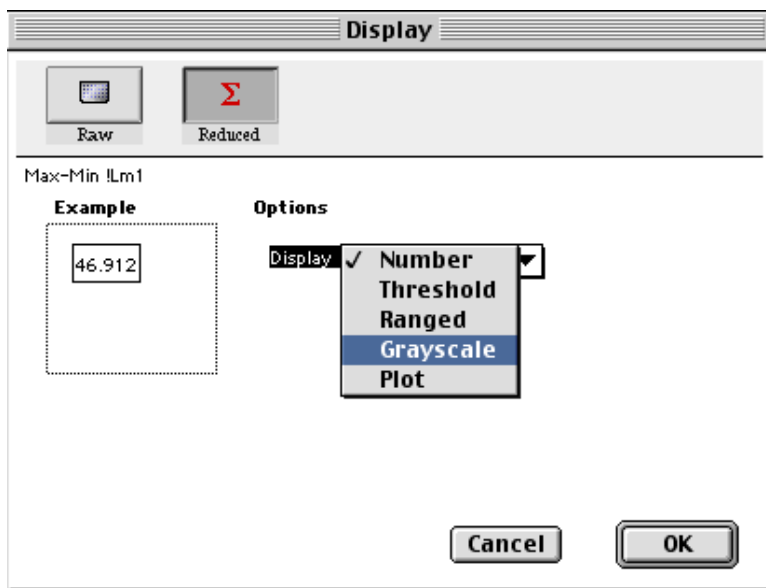 Display
Σ
Raw Reduced
Max-Min !Lm1
Example Options
46.912
Display ✓ Number
Threshold
Ranged
Grayscale
Plot
Cancel OK